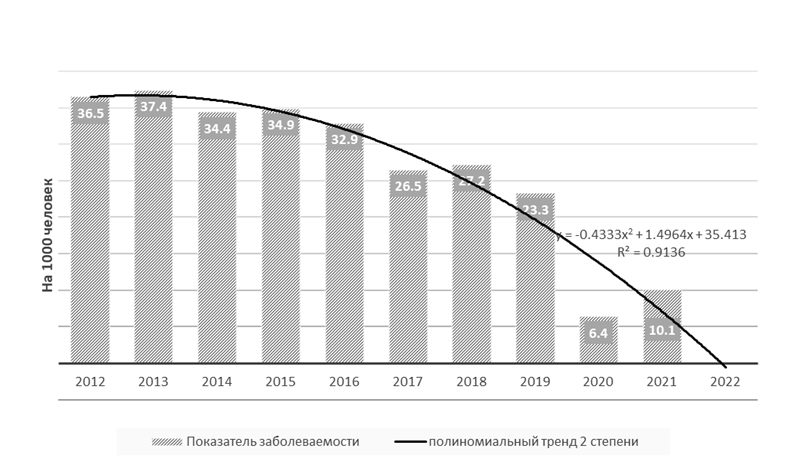 На 1000 человек
36.5
37.4
34.4
34.9
32.9
26.5
27.2
23.3
6.4
10.1
y = -0.4333x² + 1.4964x + 35.413
R² = 0.9136
2012 2013 2014 2015 2016 2017 2018 2019 2020 2021 2022
Показатель заболеваемости полиномиальный тренд 2 степени